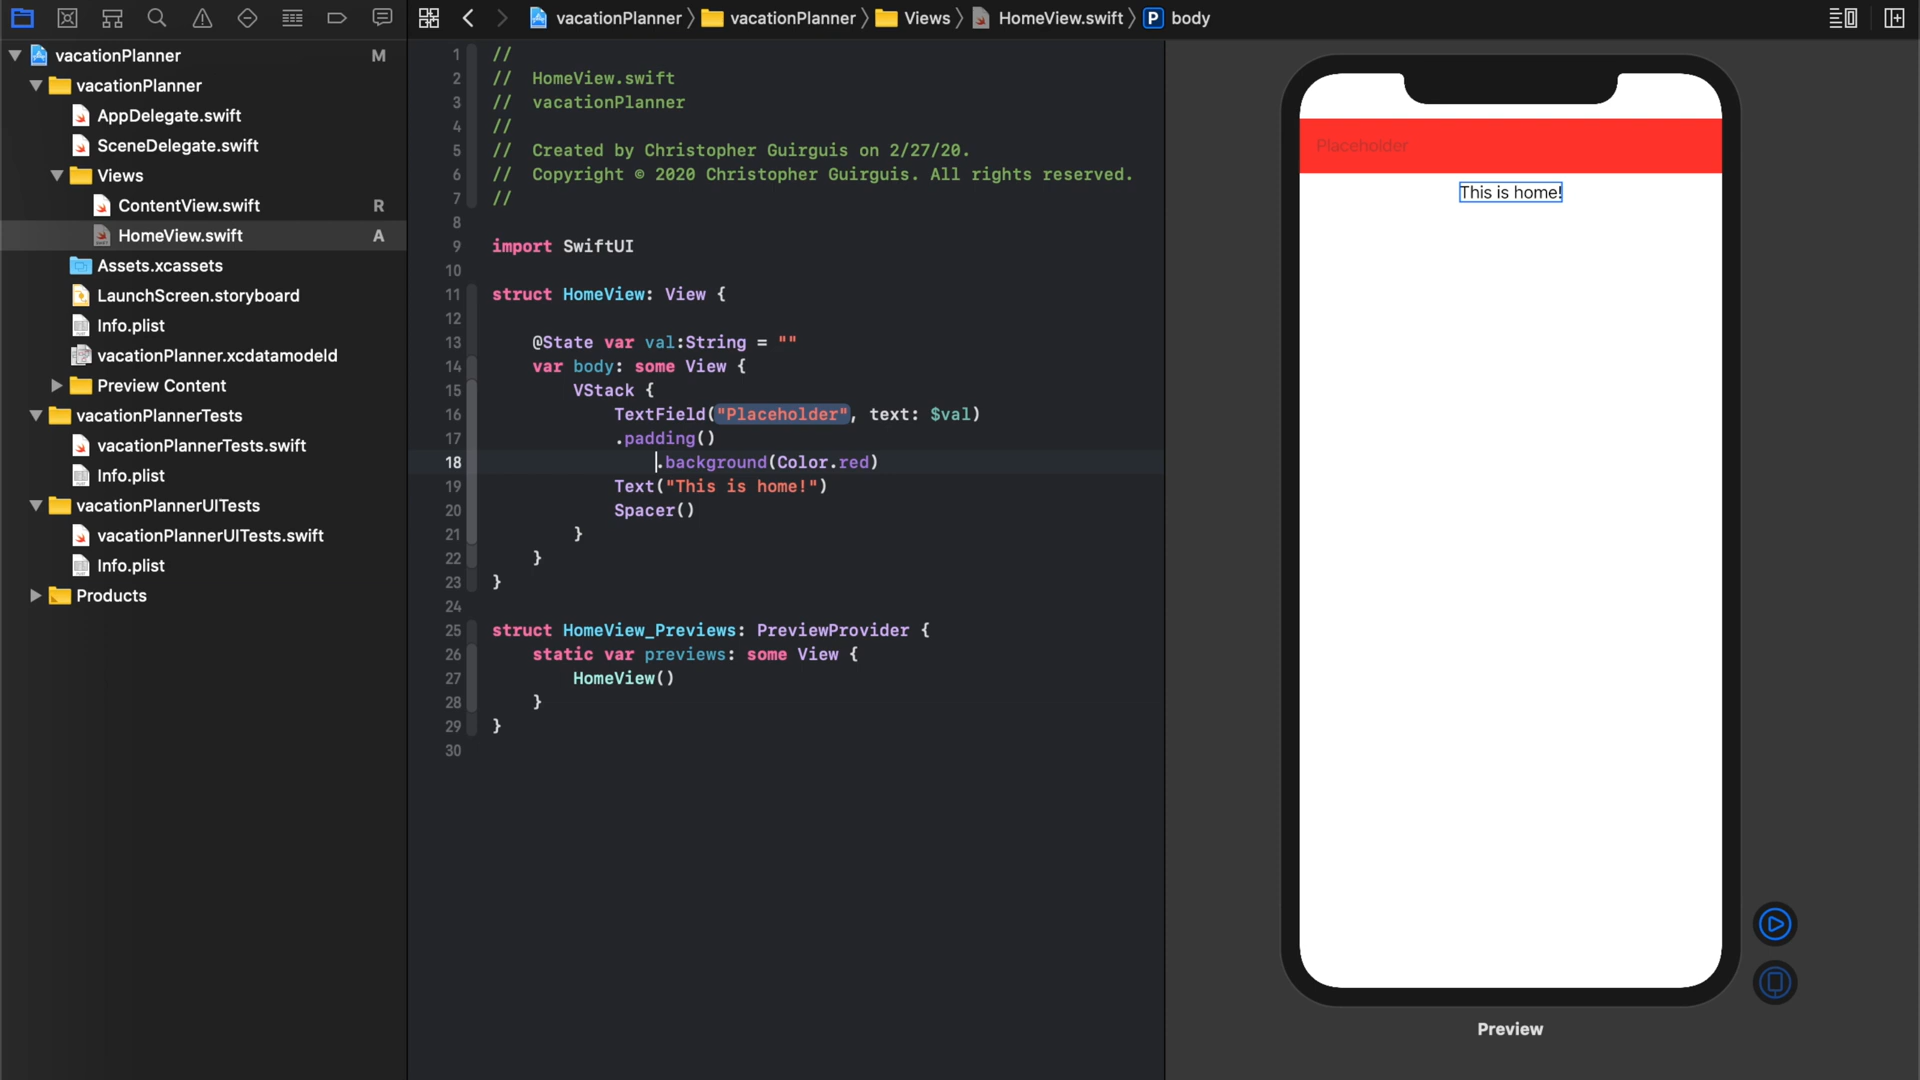 vacationPlanner vacationPlanner Views HomeView.swift P body
vacationPlanner M
vacationPlanner
AppDelegate.swift
SceneDelegate.swift
Views
ContentView.swift R
HomeView.swift A
Assets.xcassets
LaunchScreen.storyboard
Info.plist
vacationPlanner.xcdatamodeld
Preview Content
vacationPlannerTests
vacationPlannerTests.swift
Info.plist
vacationPlannerUITests
vacationPlannerUITests.swift
Info.plist
Products
1 //
2 // HomeView.swift
3 // vacationPlanner
4 //
5 // Created by Christopher Guirguis on 2/27/20.
6 // Copyright © 2020 Christopher Guirguis. All rights reserved.
7 //
8
9 import SwiftUI
10
11 struct HomeView: View {
12
13 @State var val:String = ""
14 var body: some View {
15 VStack {
16 TextField("Placeholder", text: $val)
17 .padding()
18 .background(Color.red)
19 Text("This is home!")
20 Spacer()
21 }
22 }
23 }
24
25 struct HomeView_Previews: PreviewProvider {
26 static var previews: some View {
27 HomeView()
28 }
29 }
30
Placeholder
This is home!
Preview